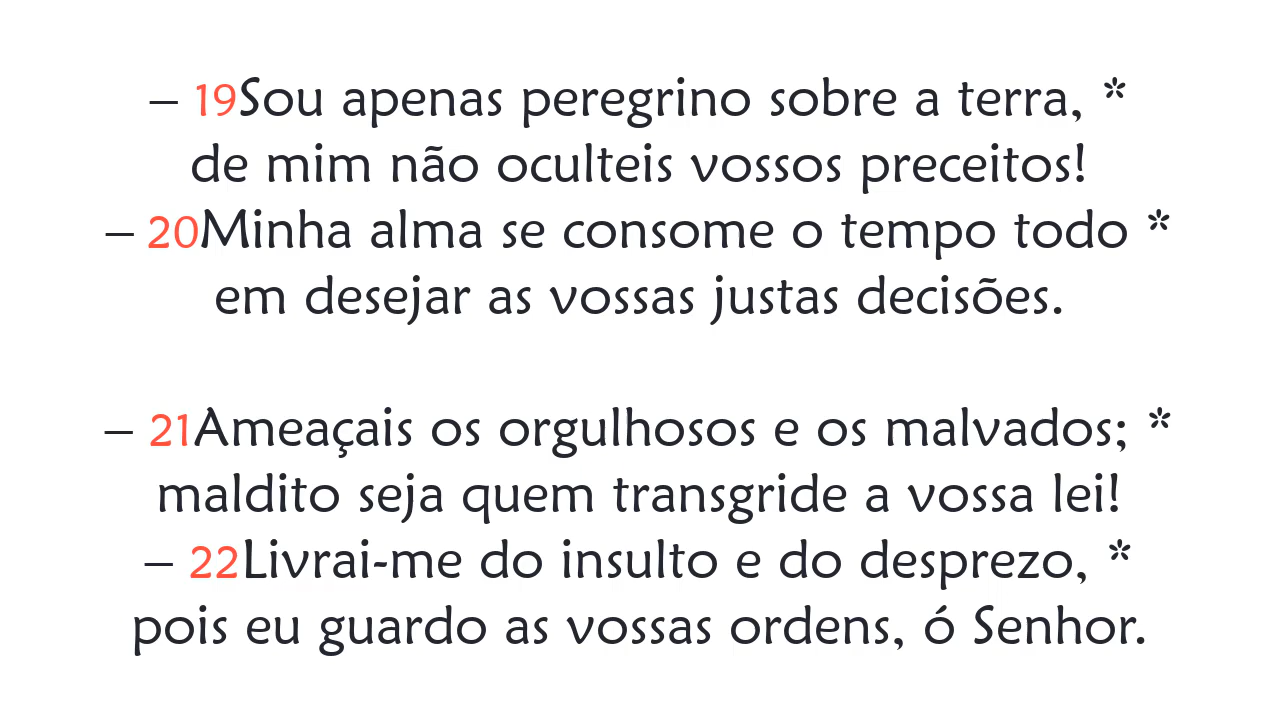 – 19Sou apenas peregrino sobre a terra, *
de mim não oculteis vossos preceitos!
– 20Minha alma se consome o tempo todo *
em desejar as vossas justas decisões.
– 21Ameaçais os orgulhosos e os malvados; *
maldito seja quem transgride a vossa lei!
– 22Livrai-me do insulto e do desprezo, *
pois eu guardo as vossas ordens, ó Senhor.